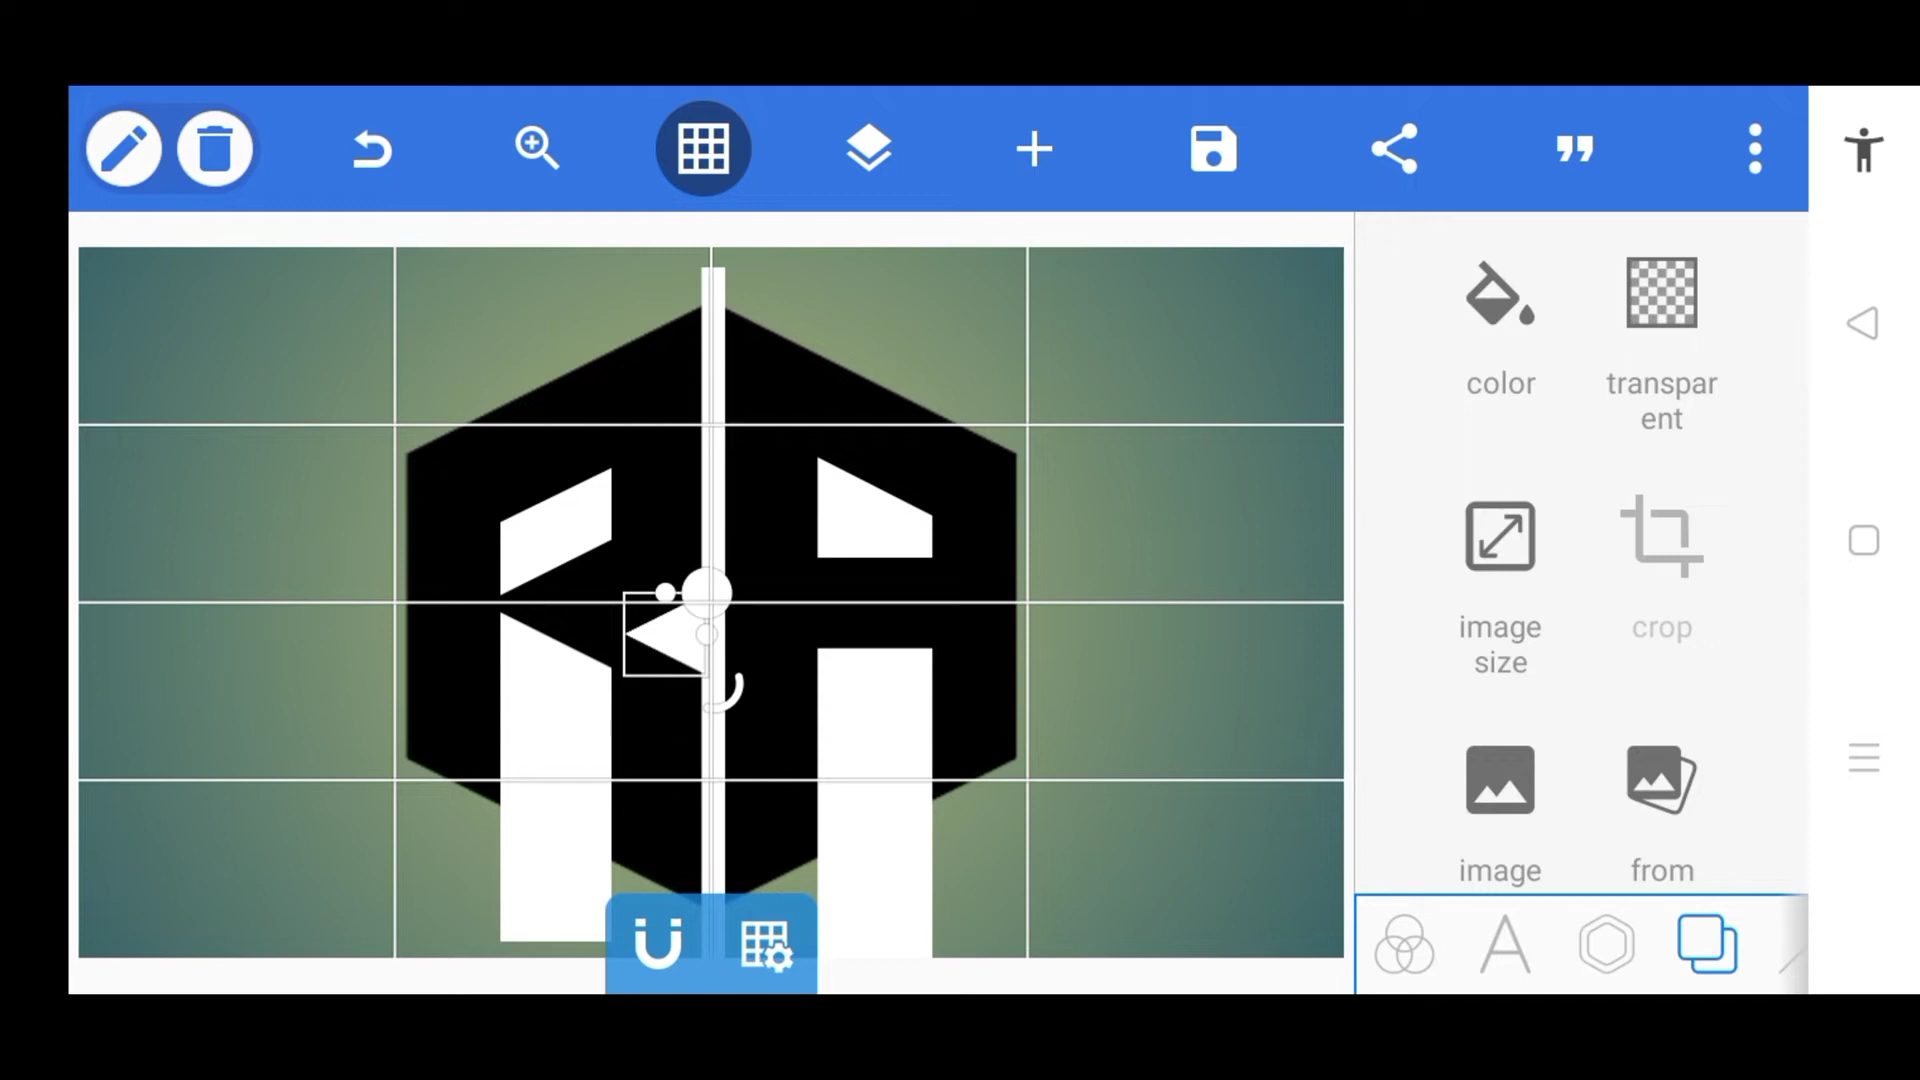 color
transpar
ent
image
size
crop
image
from